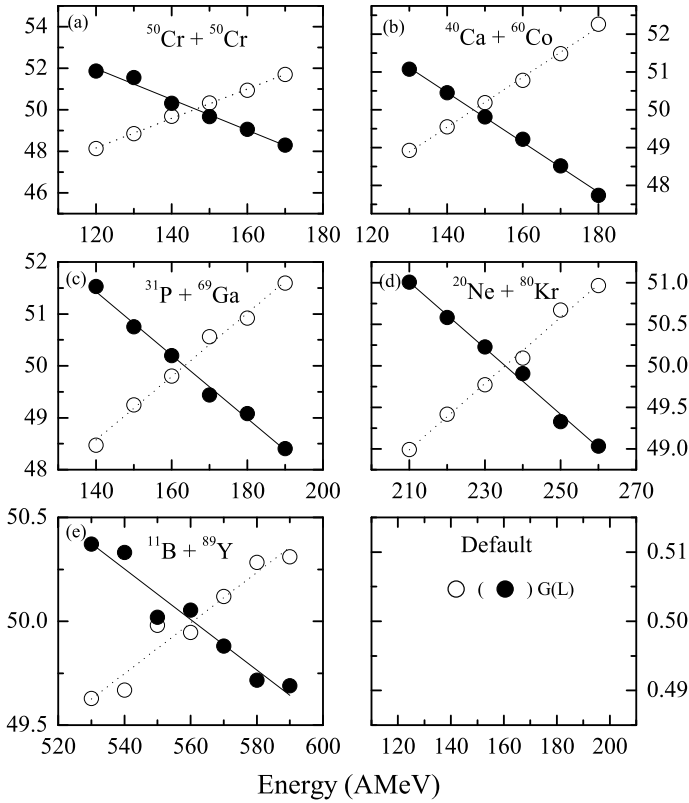 54
52
50
48
46
(a)
⁵⁰Cr + ⁵⁰Cr
120 140 160 180
(b)
⁴⁰Ca + ⁶⁰Co
52
51
50
49
48
120 140 160 180
52
51
50
49
48
(c)
³¹P + ⁶⁹Ga
140 160 180 200
(d)
²⁰Ne + ⁸⁰Kr
51.0
50.5
50.0
49.5
49.0
210 230 250 270
50.5
50.0
49.5
(e)
¹¹B + ⁸⁹Y
520 540 560 580 600
Default
( ) G(L)
0.51
0.50
0.49
120 140 160 180 200
Energy (AMeV)